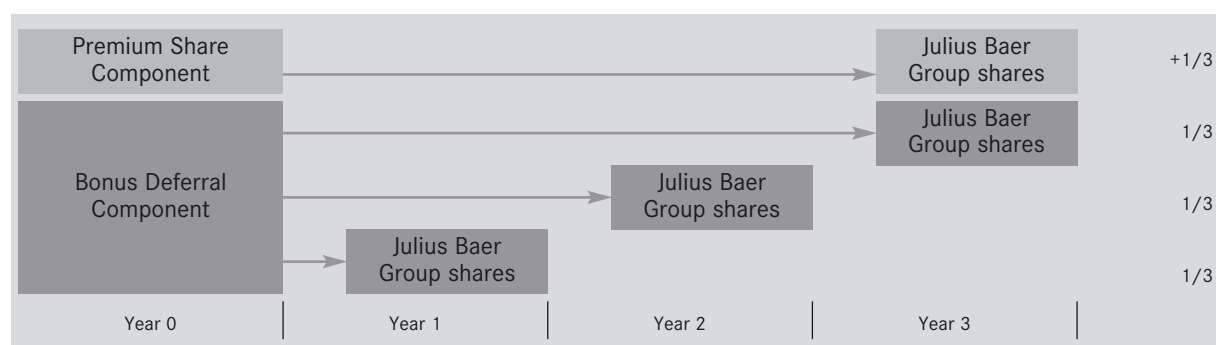 Premium Share
Component
Julius Baer
Group shares
+1/3
Julius Baer
Group shares
1/3
Bonus Deferral
Component
Julius Baer
Group shares
1/3
Julius Baer
Group shares
1/3
Year 0
Year 1
Year 2
Year 3